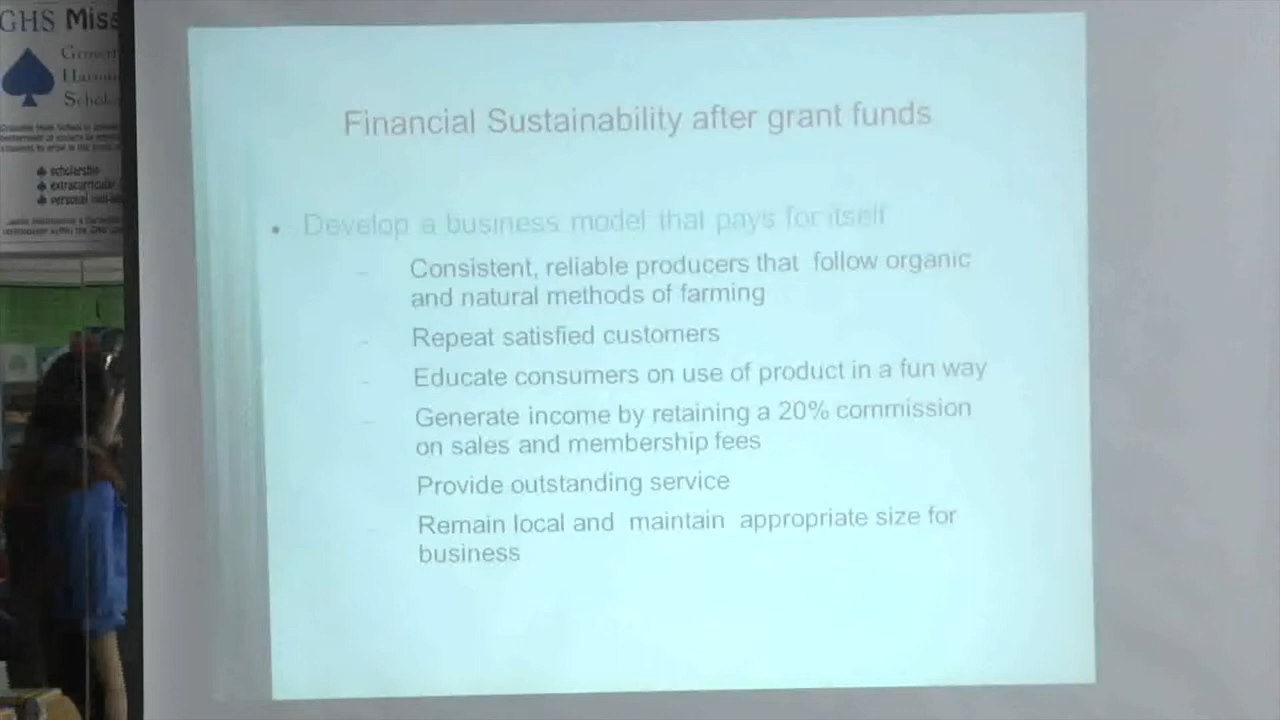 GHS Miss
Financial Sustainability after grant funds
• Develop a business model that pays for itself
– Consistent, reliable producers that follow organic
and natural methods of farming
– Repeat satisfied customers
– Educate consumers on use of product in a fun way
– Generate income by retaining a 20% commission
on sales and membership fees
Provide outstanding service
– Remain local and maintain appropriate size for
business
scholarship
extracurricular
personal